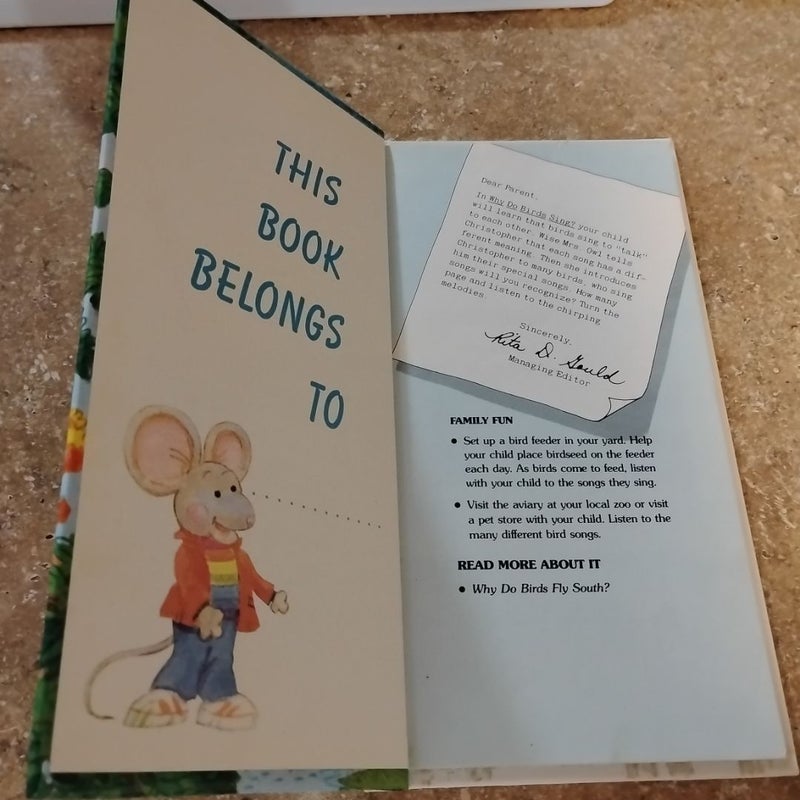 THIS
BOOK
BELONGS
TO
Dear Parent,
In Why Do Birds Sing? your child
will learn that birds sing to "talk"
to each other. Wise Mrs. Owl tells
Christopher that each song has a dif-
ferent meaning. Then she introduces
Christopher to many birds, who sing
him their special songs. How many
songs will you recognize? Turn the
page and listen to the chirping
melodies.
Sincerely,
Rita D. Gould
Managing Editor
FAMILY FUN
• Set up a bird feeder in your yard. Help
your child place birdseed on the feeder
each day. As birds come to feed, listen
with your child to the songs they sing.
• Visit the aviary at your local zoo or visit
a pet store with your child. Listen to the
many different bird songs.
READ MORE ABOUT IT
• Why Do Birds Fly South?